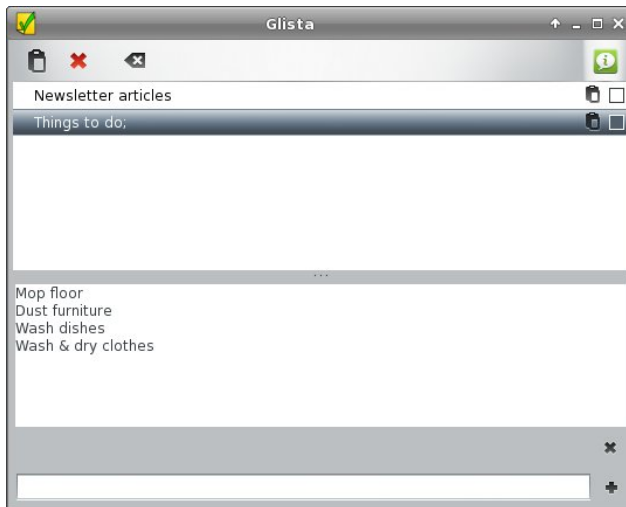 Glista
Newsletter articles
Things to do;
Mop floor
Dust furniture
Wash dishes
Wash & dry clothes